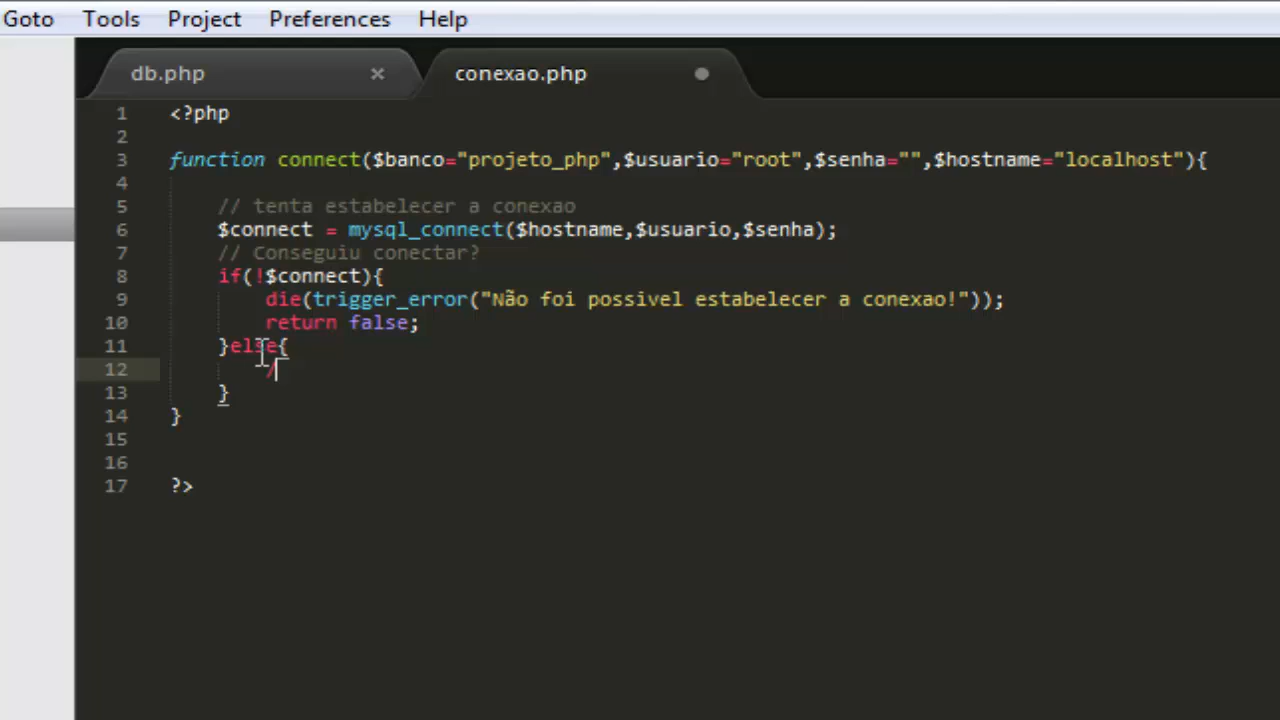 Goto Tools Project Preferences Help
db.php × conexao.php
1 <?php
2
3 function connect($banco="projeto_php",$usuario="root",$senha="",$hostname="localhost"){
4
5 // tenta estabelecer a conexao
6 $connect = mysql_connect($hostname,$usuario,$senha);
7 // Conseguiu conectar?
8 if(!$connect){
9 die(trigger_error("Não foi possivel estabelecer a conexao!"));
10 return false;
11 }else{
12 /
13 }
14 }
15
16
17 ?>